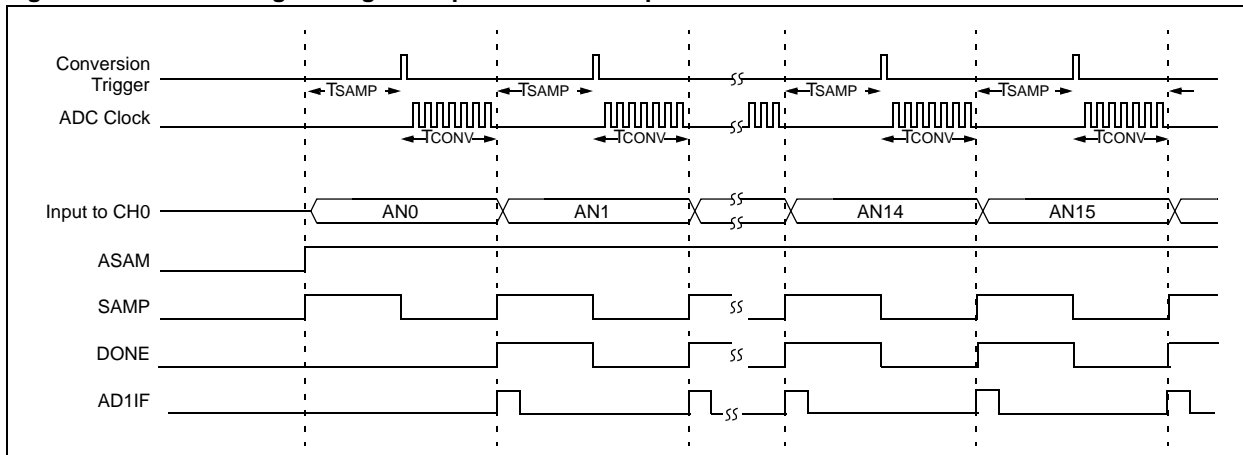 Conversion
Trigger
TSAMP TSAMP TSAMP TSAMP
ADC Clock
TCONV TCONV TCONV TCONV
Input to CH0 AN0 AN1 AN14 AN15
ASAM
SAMP
DONE
AD1IF